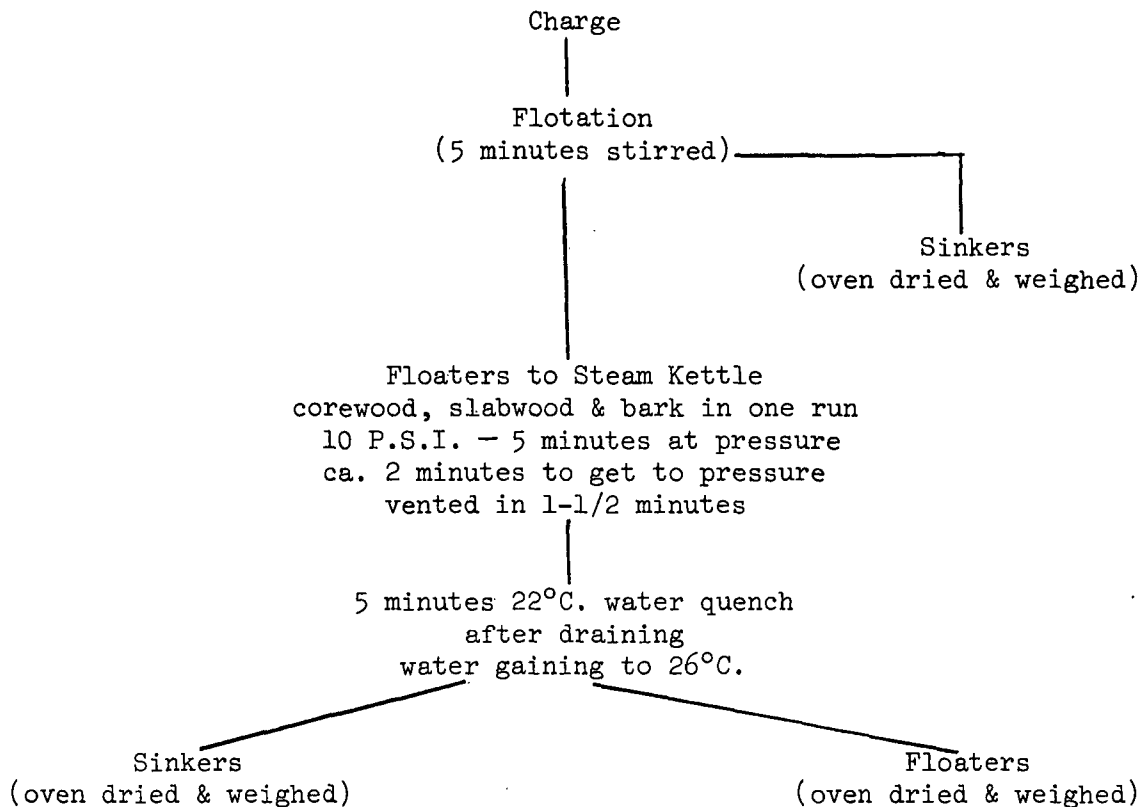 Charge
Flotation
(5 minutes stirred)
Sinkers
(oven dried & weighed)
Floaters to Steam Kettle
corewood, slabwood & bark in one run
10 P.S.I. — 5 minutes at pressure
ca. 2 minutes to get to pressure
vented in 1-1/2 minutes
5 minutes 22°C. water quench
after draining
water gaining to 26°C.
Sinkers
(oven dried & weighed)
Floaters
(oven dried & weighed)